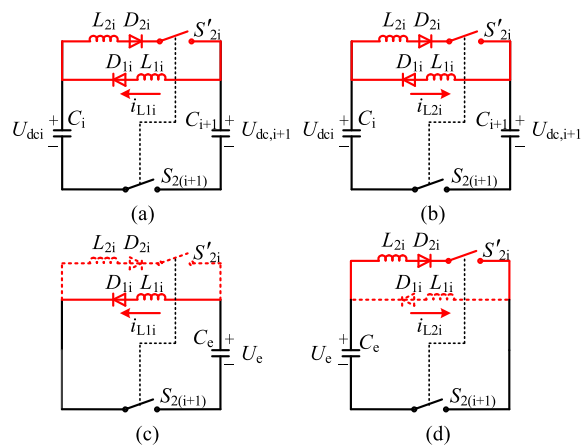 L2i D2i S'2i
D1i L1i
iL1i
+ Ci Ci+1 +
Udci Udc,i+1
− −
S2(i+1)
(a)
L2i D2i S'2i
D1i L1i
iL2i
+ Ci Ci+1 +
Udci Udc,i+1
− −
S2(i+1)
(b)
L2i D2i S'2i
D1i L1i
iL1i
Ce +
Ue
−
S2(i+1)
(c)
L2i D2i S'2i
D1i L1i
iL2i
+ Ce
Ue
−
S2(i+1)
(d)